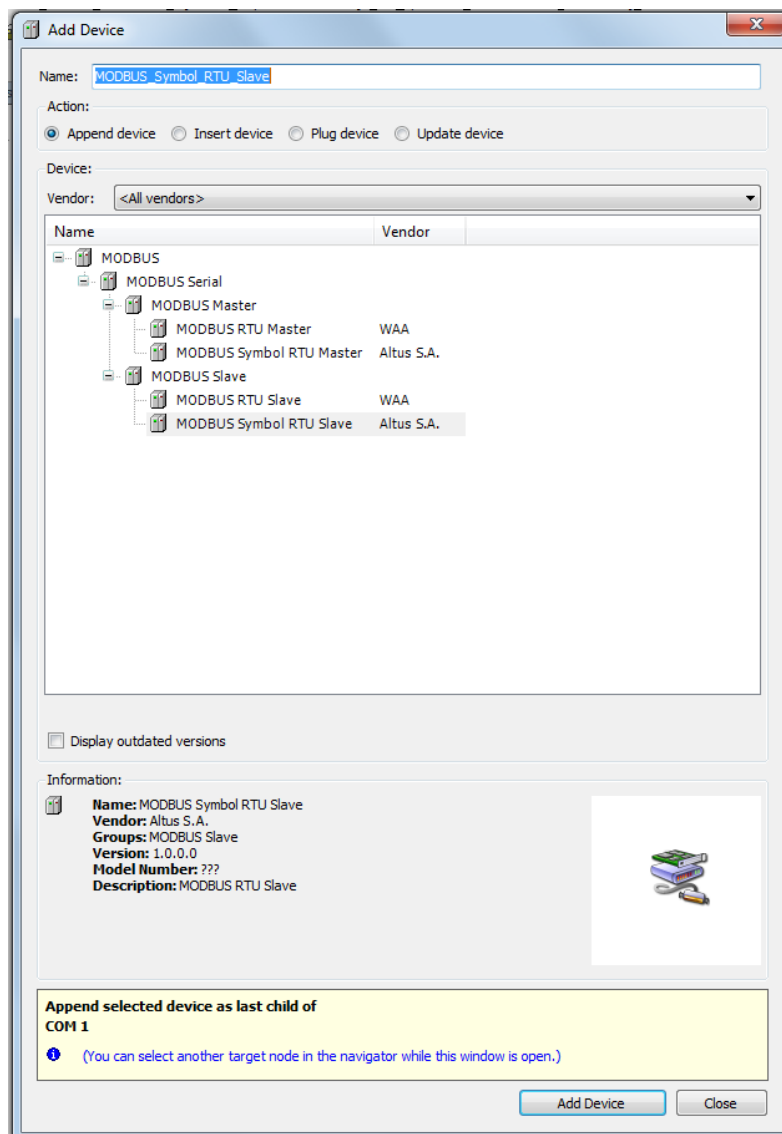 Add Device
Name: MODBUS_Symbol_RTU_Slave
Action:
Append device Insert device Plug device Update device
Device:
Vendor: <All vendors>
Name Vendor
MODBUS
MODBUS Serial
MODBUS Master
MODBUS RTU Master WAA
MODBUS Symbol RTU Master Altus S.A.
MODBUS Slave
MODBUS RTU Slave WAA
MODBUS Symbol RTU Slave Altus S.A.
Display outdated versions
Information:
Name: MODBUS Symbol RTU Slave
Vendor: Altus S.A.
Groups: MODBUS Slave
Version: 1.0.0.0
Model Number: ???
Description: MODBUS RTU Slave
Append selected device as last child of
COM 1
(You can select another target node in the navigator while this window is open.)
Add Device Close